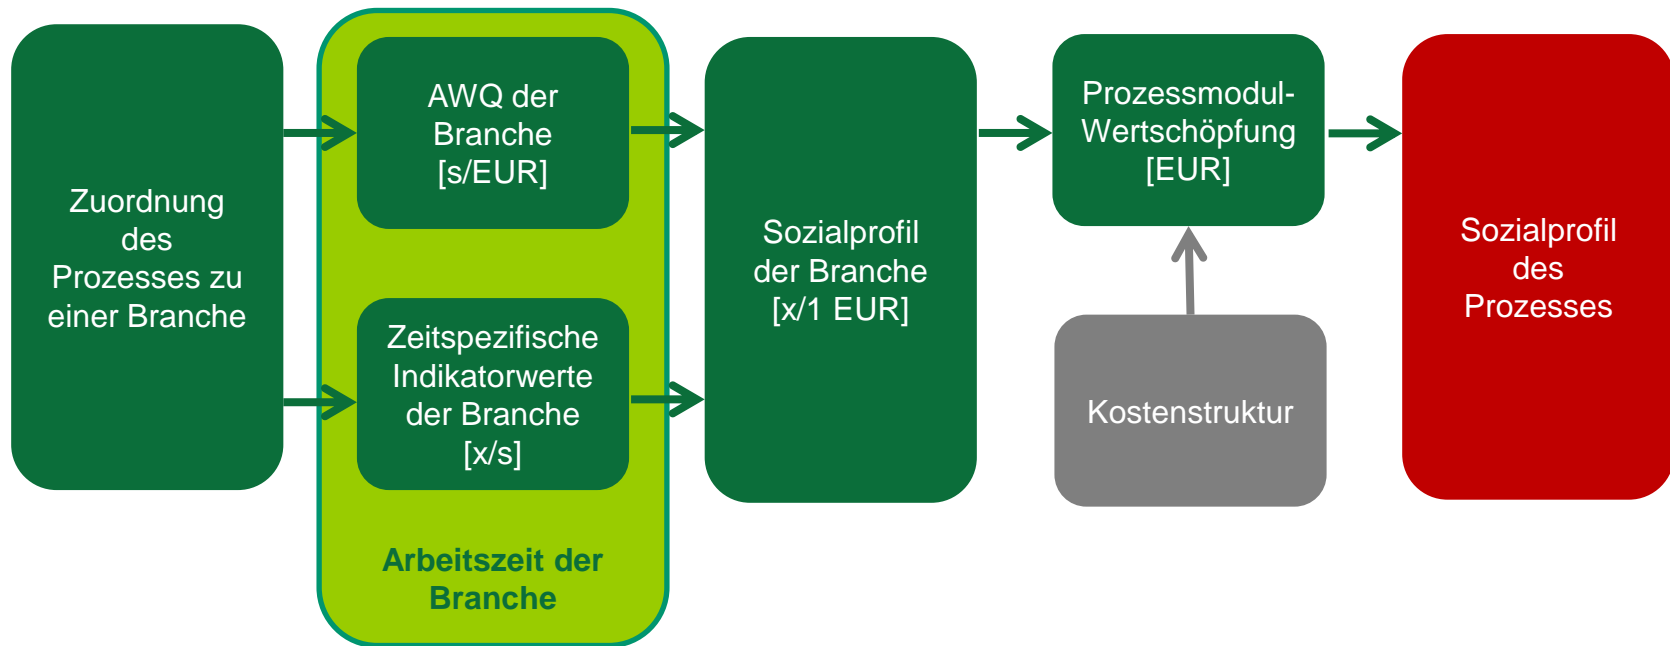 Zuordnung
des
Prozesses zu
einer Branche
AWQ der
Branche
[s/EUR]
Zeitspezifische
Indikatorwerte
der Branche
[x/s]
Arbeitszeit der
Branche
Sozialprofil
der Branche
[x/1 EUR]
Prozessmodul-
Wertschöpfung
[EUR]
Kostenstruktur
Sozialprofil
des
Prozesses